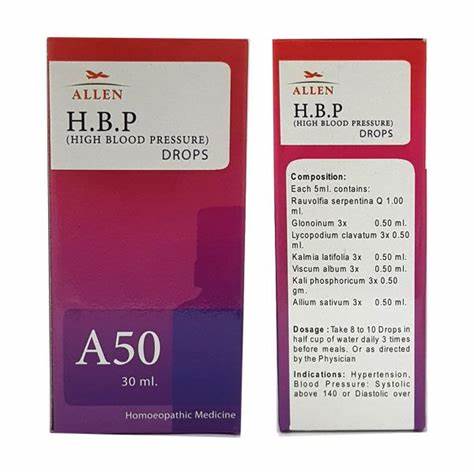 ALLEN
H.B.P
(HIGH BLOOD PRESSURE)
DROPS
A50
30 ml.
Homoeopathic Medicine
ALLEN
H.B.P
(HIGH BLOOD PRESSURE)
DROPS
Composition:
Each 5ml. contains:
Rauvolfia serpentina Q 1.00
ml.
Glonoinum 3x 0.50 ml.
Lycopodium clavatum 3x 0.50
ml.
Kalmia latifolia 3x 0.50 ml.
Viscum album 3x 0.50 ml.
Kali phosphoricum 3x 0.50
gm.
Allium sativum 3x 0.50 ml.
Dosage : Take 8 to 10 Drops in
half cup of water daily 3 times
before meals. Or as directed
by the Physician
Indications: Hypertension,
Blood Pressure: Systolic
above 140 or Diastolic over